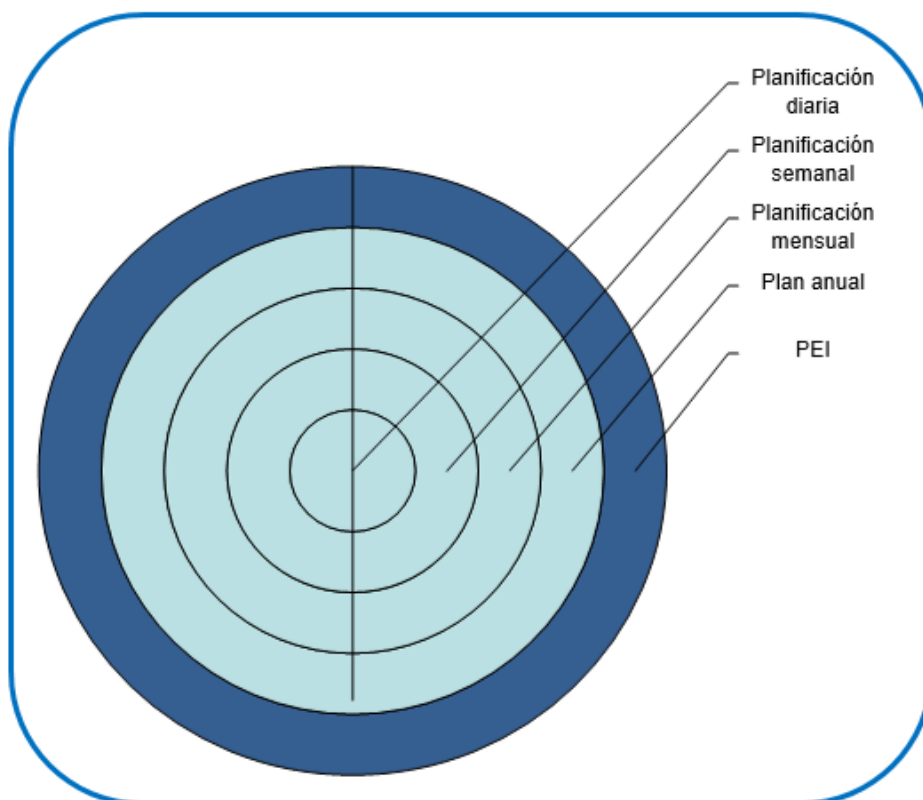 Planificación
diaria
Planificación
semanal
Planificación
mensual
Plan anual
PEI